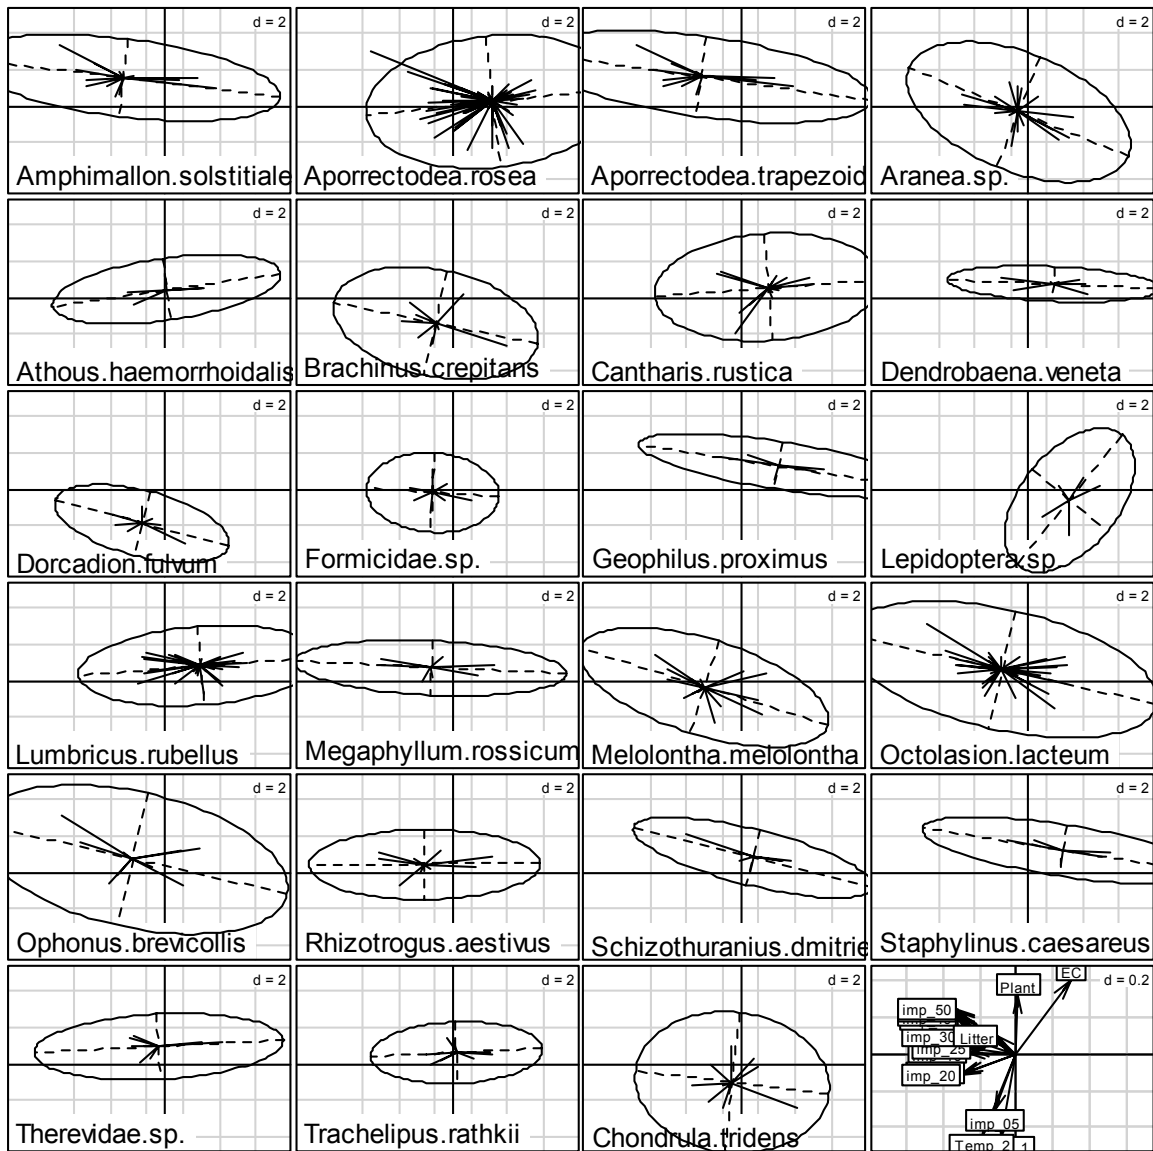 d = 2
Amphimallon.solstitiale
d = 2
Aporrectodea.rosea
d = 2
Aporrectodea.trapezoid
d = 2
Aranea.sp.
d = 2
Athous.haemorrhoidalis
d = 2
Brachinus.crepitans
d = 2
Cantharis.rustica
d = 2
Dendrobaena.veneta
d = 2
Dorcadion.fulvum
d = 2
Formicidae.sp.
d = 2
Geophilus.proximus
d = 2
Lepidoptera.sp
d = 2
Lumbricus.rubellus
d = 2
Megaphyllum.rossicum
d = 2
Melolontha.melolontha
d = 2
Octolasion.lacteum
d = 2
Ophonus.brevicollis
d = 2
Rhizotrogus.aestivus
d = 2
Schizothuranius.dmitrie
d = 2
Staphylinus.caesareus
d = 2
Therevidae.sp.
d = 2
Trachelipus.rathkii
d = 2
Chondrula.tridens
d = 0.2
EC
Plant
imp_50
imp_30
Litter
imp_25
imp_20
imp_05
Temp_2
1